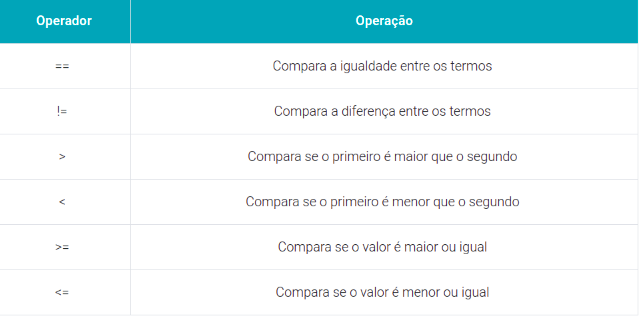 Operador Operação
== Compara a igualdade entre os termos
!= Compara a diferença entre os termos
> Compara se o primeiro é maior que o segundo
< Compara se o primeiro é menor que o segundo
>= Compara se o valor é maior ou igual
<= Compara se o valor é menor ou igual